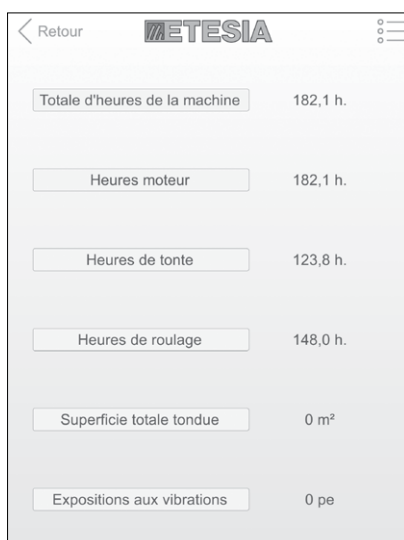 Retour
ETESIA
Totale d'heures de la machine
182,1 h.
Heures moteur
182,1 h.
Heures de tonte
123,8 h.
Heures de roulage
148,0 h.
Superficie totale tondue
0 m²
Expositions aux vibrations
0 pe